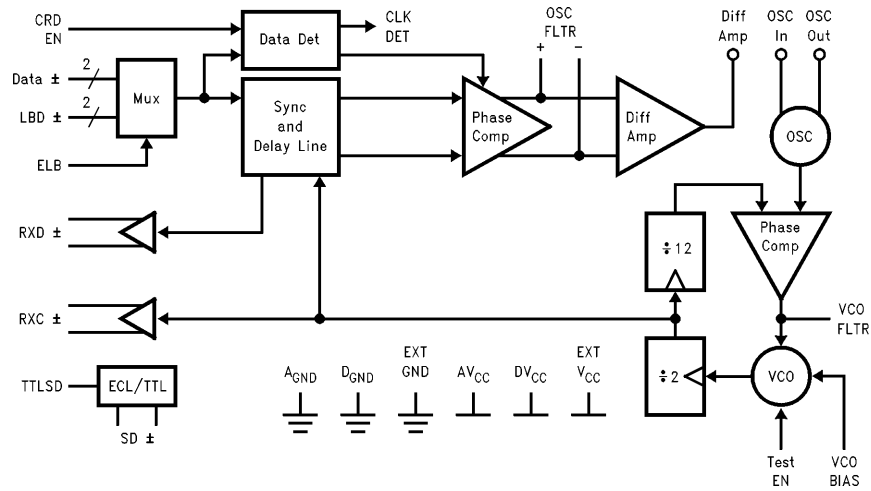 CRD
EN
Data ±
2
LBD ±
2
ELB
Mux
Data Det
CLK
DET
Sync
and
Delay Line
OSC
FLTR
+ −
Phase
Comp
Diff
Amp
Diff
Amp
OSC
In
OSC
Out
OSC
RXD ±
÷12
Phase
Comp
RXC ±
VCO
FLTR
÷2
VCO
TTLSD
ECL/TTL
SD ±
AGND
DGND
EXT
GND
AVCC
DVCC
EXT
VCC
Test
EN
VCO
BIAS